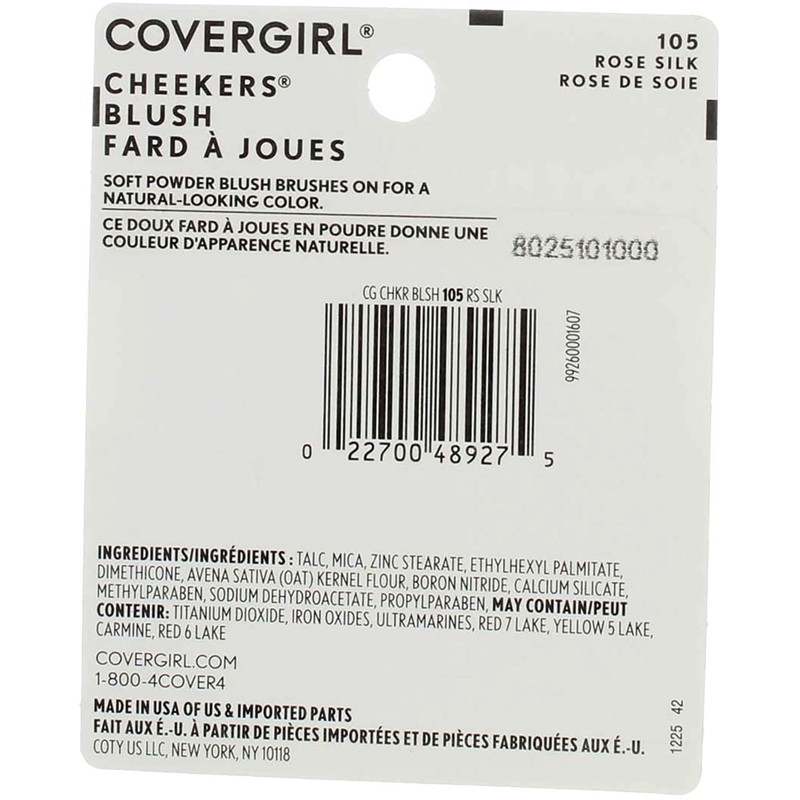 COVERGIRL®
105
ROSE SILK
ROSE DE SOIE
CHEEKERS®
BLUSH
FARD À JOUES
SOFT POWDER BLUSH BRUSHES ON FOR A
NATURAL-LOOKING COLOR.
CE DOUX FARD À JOUES EN POUDRE DONNE UNE
COULEUR D'APPARENCE NATURELLE.
8025101000
CG CHKR BLSH 105 RS SLK
99260001607
0 22700 48927 5
INGREDIENTS/INGRÉDIENTS : TALC, MICA, ZINC STEARATE, ETHYLHEXYL PALMITATE,
DIMETHICONE, AVENA SATIVA (OAT) KERNEL FLOUR, BORON NITRIDE, CALCIUM SILICATE,
METHYLPARABEN, SODIUM DEHYDROACETATE, PROPYLPARABEN, MAY CONTAIN/PEUT
CONTENIR: TITANIUM DIOXIDE, IRON OXIDES, ULTRAMARINES, RED 7 LAKE, YELLOW 5 LAKE,
CARMINE, RED 6 LAKE
COVERGIRL.COM
1-800-4COVER4
MADE IN USA OF US & IMPORTED PARTS
FAIT AUX É.-U. À PARTIR DE PIÈCES IMPORTÉES ET DE PIÈCES FABRIQUÉES AUX É.-U.
COTY US LLC, NEW YORK, NY 10118
1225 42